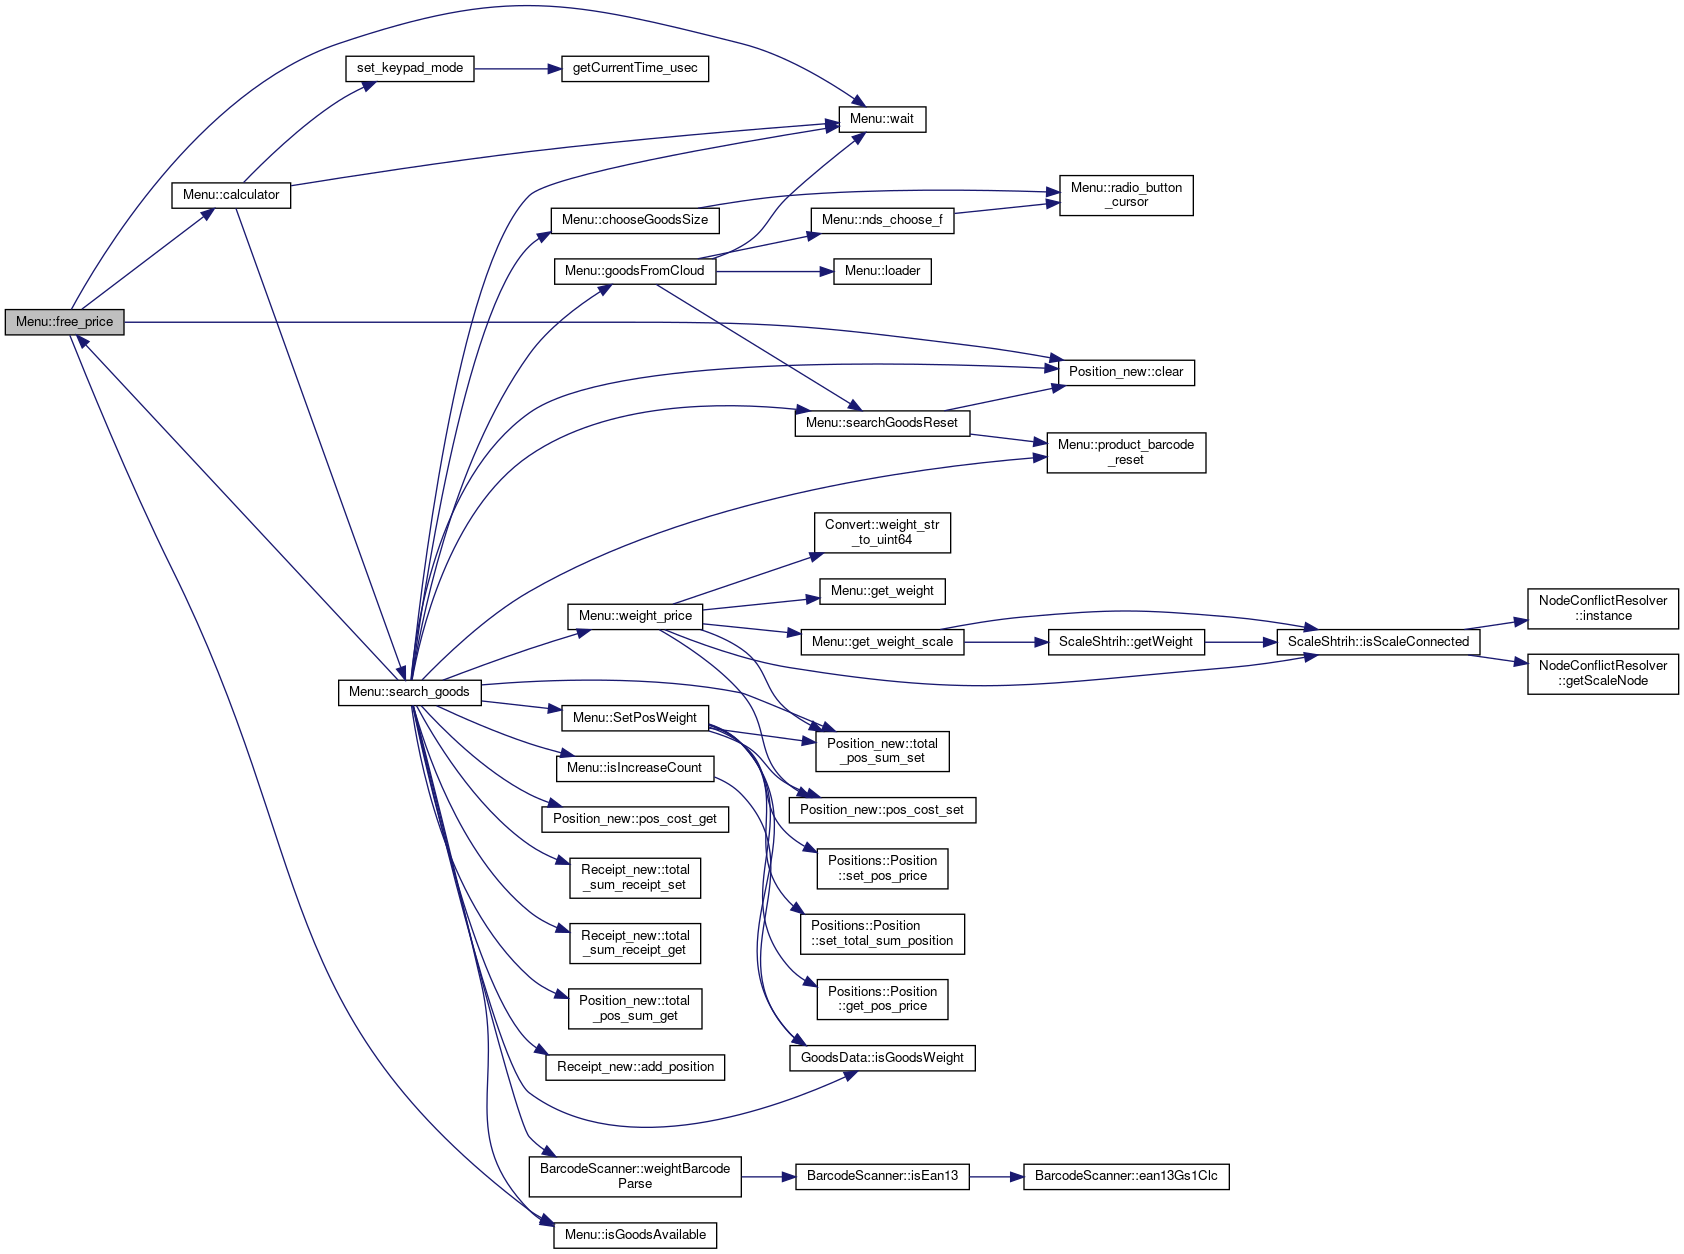 Menu::free_price
Menu::calculator
set_keypad_mode
getCurrentTime_usec
Menu::wait
Menu::search_goods
Menu::chooseGoodsSize
Menu::radio_button
_cursor
Menu::goodsFromCloud
Menu::nds_choose_f
Menu::loader
Menu::searchGoodsReset
Position_new::clear
Menu::product_barcode
_reset
Menu::weight_price
Convert::weight_str
_to_uint64
Menu::get_weight
Menu::get_weight_scale
ScaleShtrih::getWeight
ScaleShtrih::isScaleConnected
NodeConflictResolver
::instance
NodeConflictResolver
::getScaleNode
Menu::SetPosWeight
Position_new::total
_pos_sum_set
Menu::isIncreaseCount
Position_new::pos_cost_set
Position_new::pos_cost_get
Positions::Position
::set_pos_price
Receipt_new::total
_sum_receipt_set
Positions::Position
::set_total_sum_position
Receipt_new::total
_sum_receipt_get
Positions::Position
::get_pos_price
Position_new::total
_pos_sum_get
GoodsData::isGoodsWeight
Receipt_new::add_position
BarcodeScanner::weightBarcode
Parse
BarcodeScanner::isEan13
BarcodeScanner::ean13Gs1Clc
Menu::isGoodsAvailable